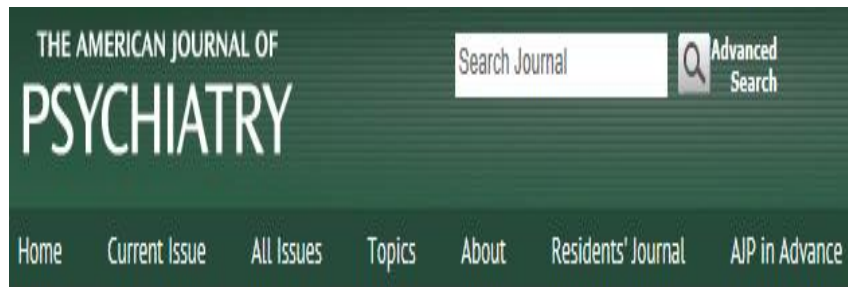 THE AMERICAN JOURNAL OF
PSYCHIATRY
Search Journal
Advanced
Search
Home Current Issue All Issues Topics About Residents' Journal AJP in Advance